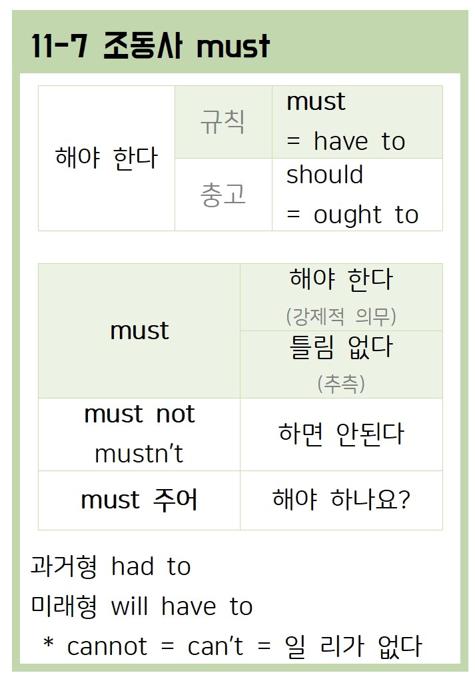 11-7 조동사 must
해야 한다
규칙
must
= have to
충고
should
= ought to
must
해야 한다
(강제적 의무)
틀림 없다
(추측)
must not
mustn't
하면 안된다
must 주어
해야 하나요?
과거형 had to
미래형 will have to
* cannot = can't = 일 리가 없다